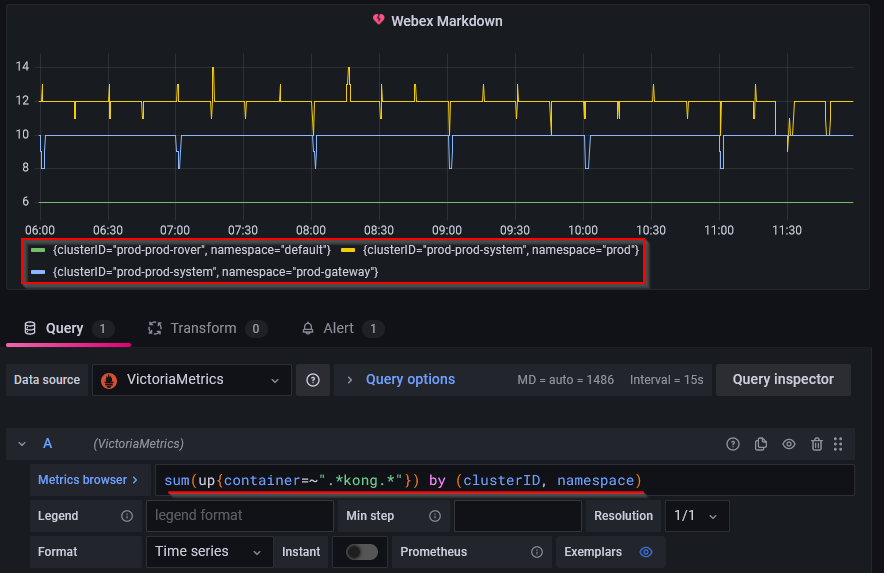 Webex Markdown
14
12
10
8
6
06:00 06:30 07:00 07:30 08:00 08:30 09:00 09:30 10:00 10:30 11:00 11:30
{clusterID="prod-prod-rover", namespace="default"} {clusterID="prod-prod-system", namespace="prod"}
{clusterID="prod-prod-system", namespace="prod-gateway"}
Query 1 Transform 0 Alert 1
Data source VictoriaMetrics Query options MD = auto = 1486 Interval = 15s Query inspector
A (VictoriaMetrics)
Metrics browser sum(up{container=~".*kong.*"}) by (clusterID, namespace)
Legend legend format Min step Resolution 1/1
Format Time series Instant Prometheus Exemplars